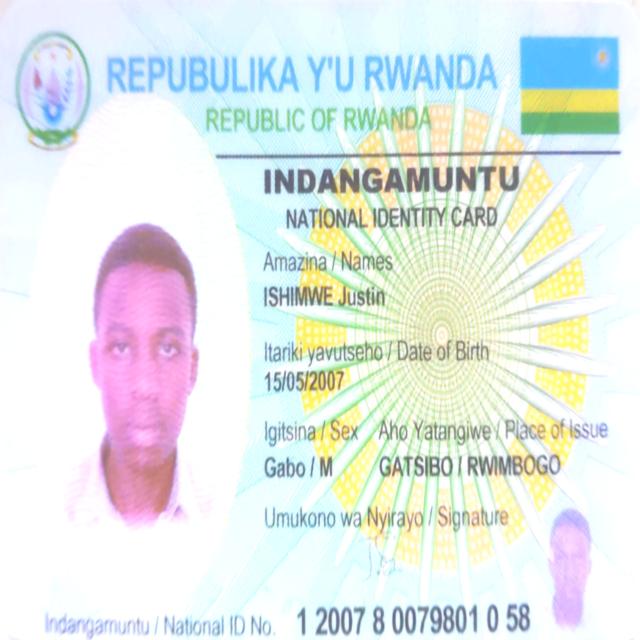 REPUBULIKA Y'U RWANDA
REPUBLIC OF RWANDA
INDANGAMUNTU
NATIONAL IDENTITY CARD
Amazina / Names
ISHIMWE Justin
Itariki yavutseho / Date of Birth
15/05/2007
Igitsina / Sex Aho Yatangiwe / Place of Issue
Gabo / M GATSIBO / RWIMBOGO
Umukono wa Nyirayo / Signature
Indangamuntu / National ID No. 1 2007 8 0079801 0 58